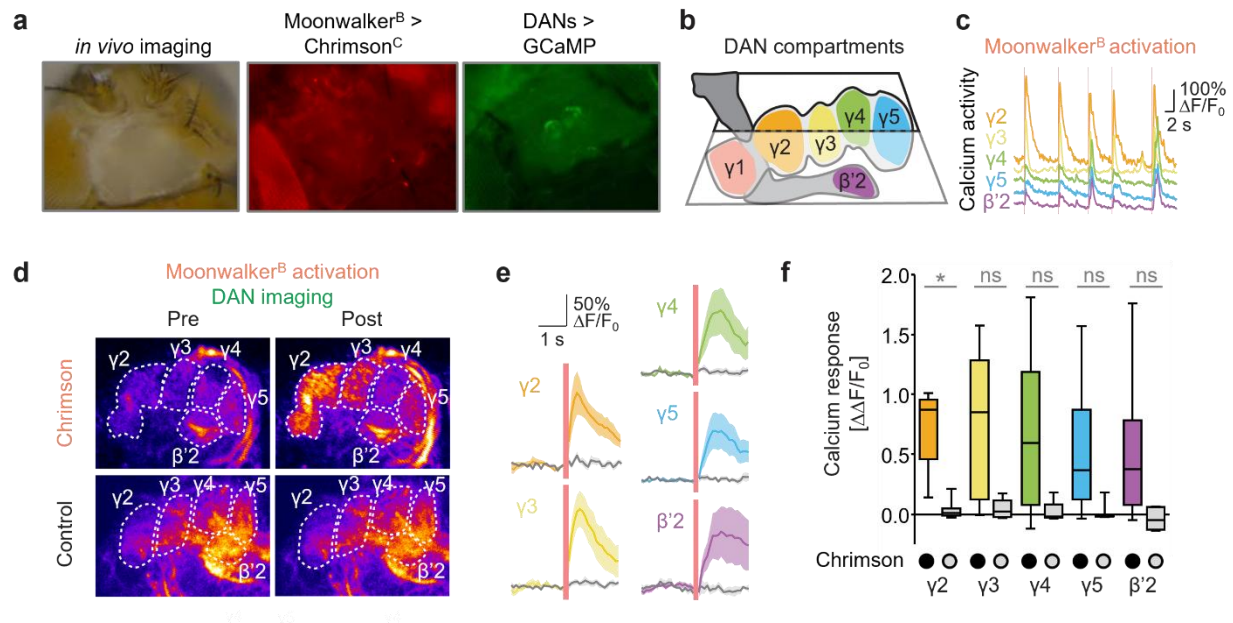 a
in vivo imaging
Moonwalkerᴮ >
Chrimsonᶜ
DANs >
GCaMP
b
DAN compartments
γ1
γ2
γ3
γ4
γ5
β'2
c
Moonwalkerᴮ activation
Calcium activity
γ2
γ3
γ4
γ5
β'2
100%
ΔF/F₀
2 s
d
Moonwalkerᴮ activation
DAN imaging
Pre
Post
Chrimson
γ2
γ3
γ4
γ5
β'2
γ2
γ3
γ4
γ5
β'2
Control
γ2
γ3
γ4
γ5
β'2
γ2
γ3
γ4
γ5
β'2
e
50%
ΔF/F₀
1 s
γ2
γ3
γ4
γ5
β'2
f
Calcium response
[ΔΔF/F₀]
2.0
1.5
1.0
0.5
0.0
* ns ns ns ns
Chrimson
γ2 γ3 γ4 γ5 β'2